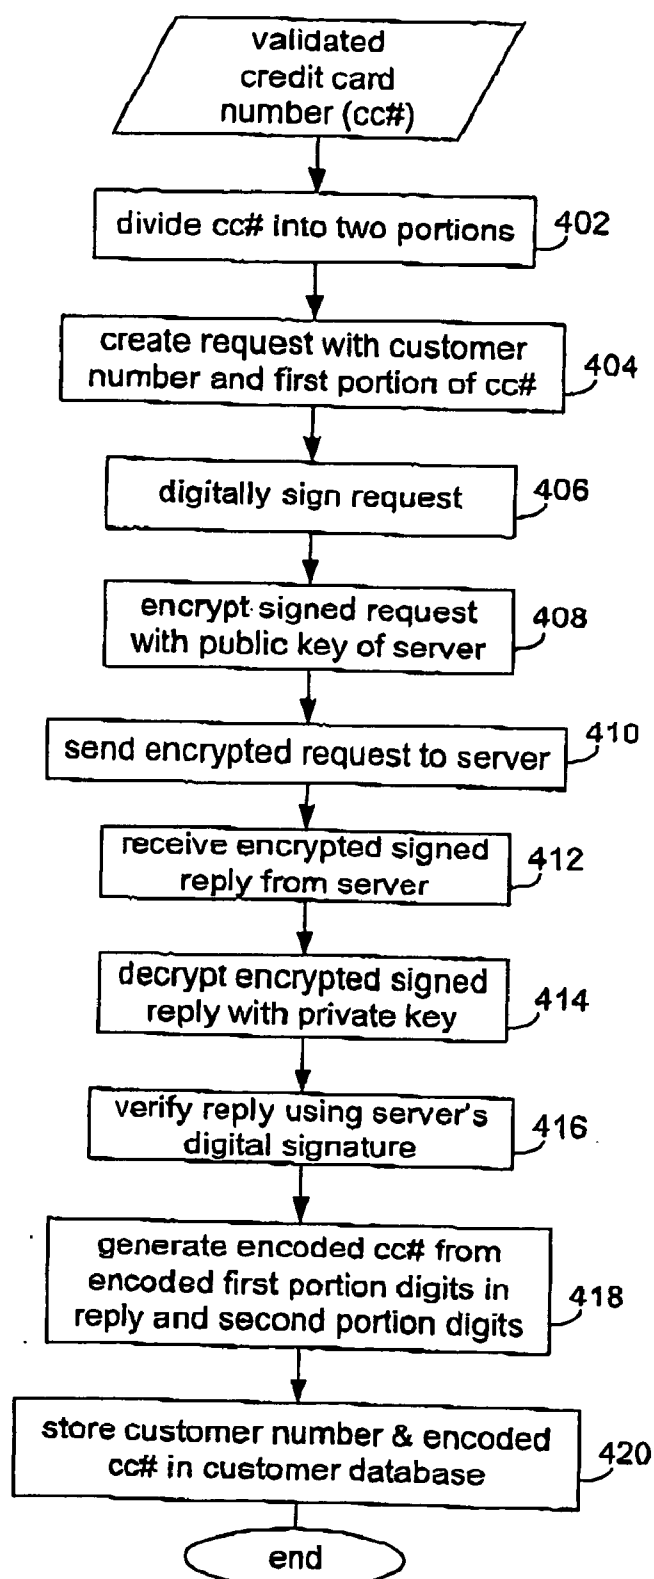 validated
credit card
number (cc#)
divide cc# into two portions
402
create request with customer
number and first portion of cc#
404
digitally sign request
406
encrypt signed request
with public key of server
408
send encrypted request to server
410
receive encrypted signed
reply from server
412
decrypt encrypted signed
reply with private key
414
verify reply using server's
digital signature
416
generate encoded cc# from
encoded first portion digits in
reply and second portion digits
418
store customer number & encoded
cc# in customer database
420
end